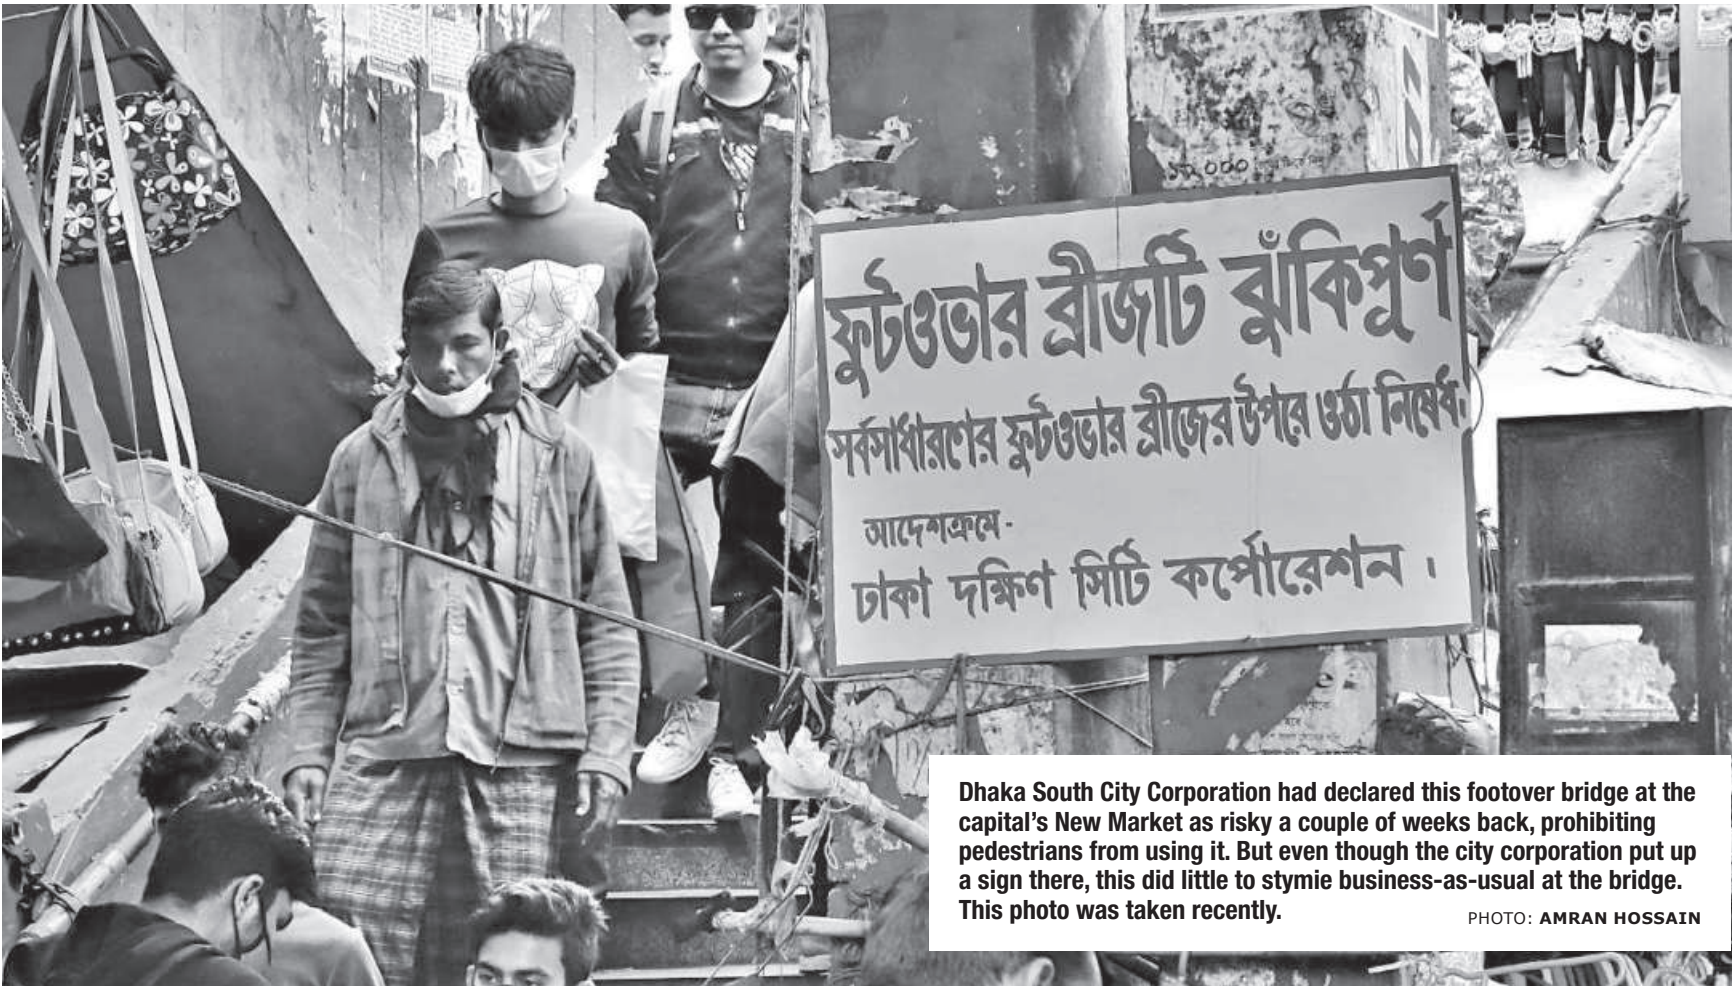 ১৮,০০০
ফুটওভার ব্রীজটি ঝুঁকিপূর্ণ
সর্বসাধারণের ফুটওভার ব্রীজের উপরে ওঠা নিষেধ।
আদেশক্রমে -
ঢাকা দক্ষিণ সিটি কর্পোরেশন ।
Dhaka South City Corporation had declared this footover bridge at the
capital’s New Market as risky a couple of weeks back, prohibiting
pedestrians from using it. But even though the city corporation put up
a sign there, this did little to stymie business-as-usual at the bridge.
This photo was taken recently.
PHOTO: AMRAN HOSSAIN